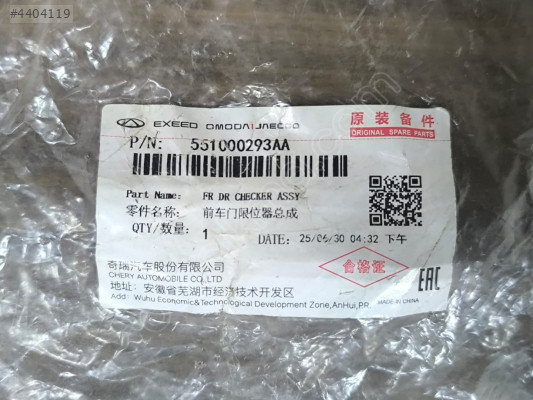 #4404119
EXEED OMODA | JAECOO
原装备件
ORIGINAL SPARE PARTS
P/N: 551000293AA
Part Name: FR DR CHECKER ASSY
零件名称: 前车门限位器总成
QTY/数量: 1
DATE: 25/06/30 04:32 下午
奇瑞汽车股份有限公司
CHERY AUTOMOBILE CO.,LTD
地址: 安徽省芜湖市经济技术开发区
Add: Wuhu Economic&Technological Development Zone,AnHui,P.R.
合格证
EAC
MADE IN CHINA